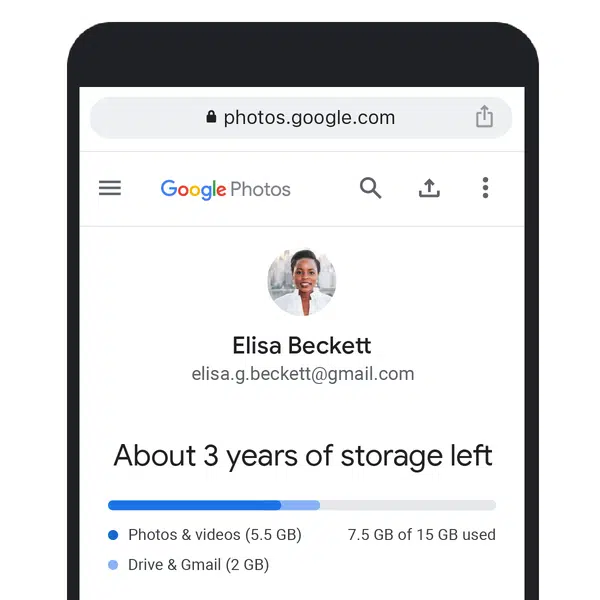 photos.google.com
Google Photos
Elisa Beckett
elisa.g.beckett@gmail.com
About 3 years of storage left
Photos & videos (5.5 GB) 7.5 GB of 15 GB used
Drive & Gmail (2 GB)